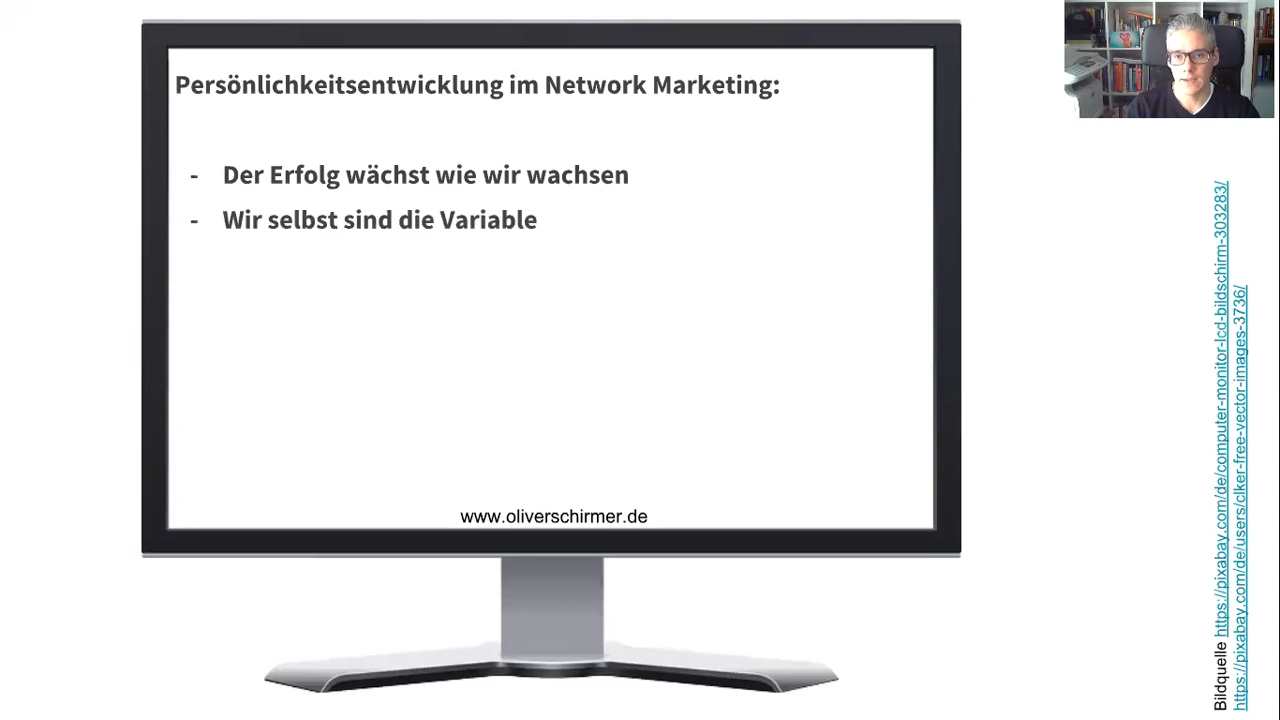 Persönlichkeitsentwicklung im Network Marketing:
- Der Erfolg wächst wie wir wachsen
- Wir selbst sind die Variable
www.oliverschirmer.de
Bildquelle https://pixabay.com/de/computer-monitor-lcd-bildschirm-303283/
https://pixabay.com/de/users/clker-free-vector-images-3736/